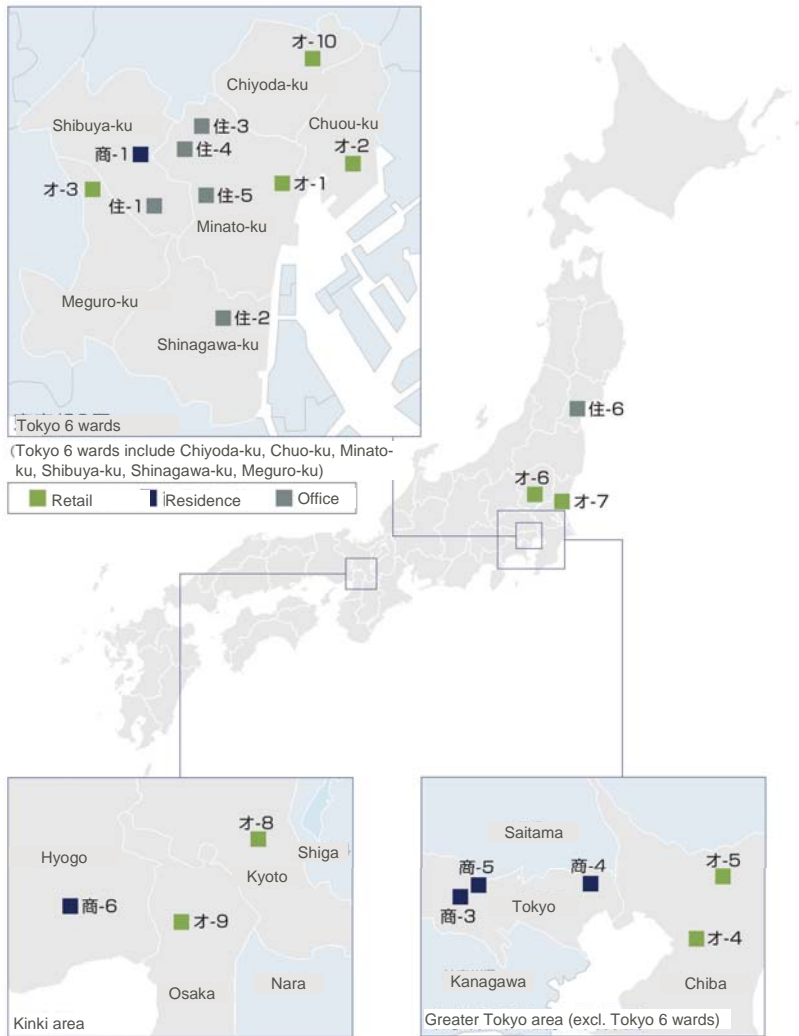 オ-10
Chiyoda-ku
Shibuya-ku
住-3
Chuou-ku
住-4
商-1
オ-2
オ-3
オ-1
住-1
住-5
Minato-ku
Meguro-ku
住-2
Shinagawa-ku
Tokyo 6 wards
(Tokyo 6 wards include Chiyoda-ku, Chuo-ku, Minato-
ku, Shibuya-ku, Shinagawa-ku, Meguro-ku)
Retail
Residence
Office
住-6
オ-6
オ-7
オ-8
Hyogo
Shiga
Kyoto
商-6
オ-9
Osaka
Nara
Kinki area
Saitama
商-5
商-4
オ-5
商-3
Tokyo
オ-4
Kanagawa
Chiba
Greater Tokyo area (excl. Tokyo 6 wards)